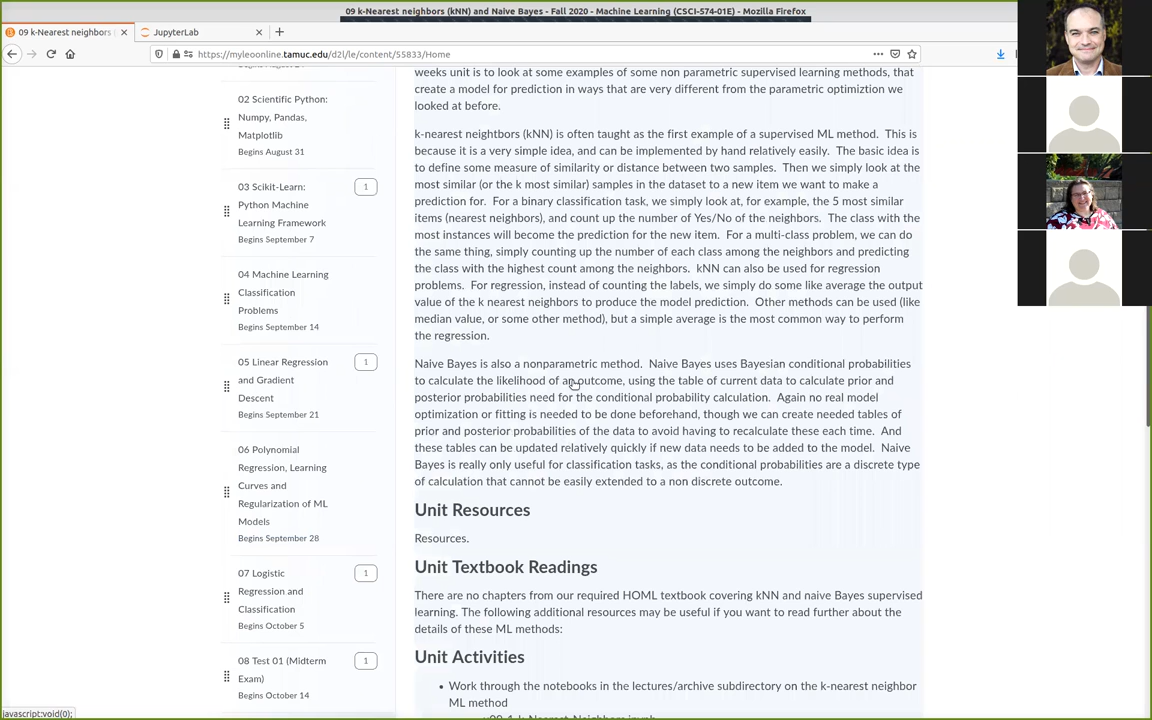 09 k-Nearest neighbors (kNN) and Naive Bayes - Fall 2020 - Machine Learning (CSCI-574-01E) - Mozilla Firefox
09 k-Nearest neighbors
JupyterLab
https://myleoonline.tamuc.edu/d2l/le/content/55833/Home
02 Scientific Python:
Numpy, Pandas,
Matplotlib
Begins August 31
03 Scikit-Learn:
Python Machine
Learning Framework
Begins September 7
1
04 Machine Learning
Classification
Problems
Begins September 14
05 Linear Regression
and Gradient
Descent
Begins September 21
1
06 Polynomial
Regression, Learning
Curves and
Regularization of ML
Models
Begins September 28
07 Logistic
Regression and
Classification
Begins October 5
1
08 Test 01 (Midterm
Exam)
Begins October 14
1
weeks unit is to look at some examples of some non parametric supervised learning methods, that
create a model for prediction in ways that are very different from the parametric optimiztion we
looked at before.
k-nearest neightbors (kNN) is often taught as the first example of a supervised ML method. This is
because it is a very simple idea, and can be implemented by hand relatively easily. The basic idea is
to define some measure of similarity or distance between two samples. Then we simply look at the
most similar (or the k most similar) samples in the dataset to a new item we want to make a
prediction for. For a binary classification task, we simply look at, for example, the 5 most similar
items (nearest neighbors), and count up the number of Yes/No of the neighbors. The class with the
most instances will become the prediction for the new item. For a multi-class problem, we can do
the same thing, simply counting up the number of each class among the neighbors and predicting
the class with the highest count among the neighbors. kNN can also be used for regression
problems. For regression, instead of counting the labels, we simply do some like average the output
value of the k nearest neighbors to produce the model prediction. Other methods can be used (like
median value, or some other method), but a simple average is the most common way to perform
the regression.
Naive Bayes is also a nonparametric method. Naive Bayes uses Bayesian conditional probabilities
to calculate the likelihood of an outcome, using the table of current data to calculate prior and
posterior probabilities need for the conditional probability calculation. Again no real model
optimization or fitting is needed to be done beforehand, though we can create needed tables of
prior and posterior probabilities of the data to avoid having to recalculate these each time. And
these tables can be updated relatively quickly if new data needs to be added to the model. Naive
Bayes is really only useful for classification tasks, as the conditional probabilities are a discrete type
of calculation that cannot be easily extended to a non discrete outcome.
Unit Resources
Resources.
Unit Textbook Readings
There are no chapters from our required HOML textbook covering kNN and naive Bayes supervised
learning. The following additional resources may be useful if you want to read further about the
details of these ML methods:
Unit Activities
Work through the notebooks in the lectures/archive subdirectory on the k-nearest neighbor
ML method
javascript:void(0);